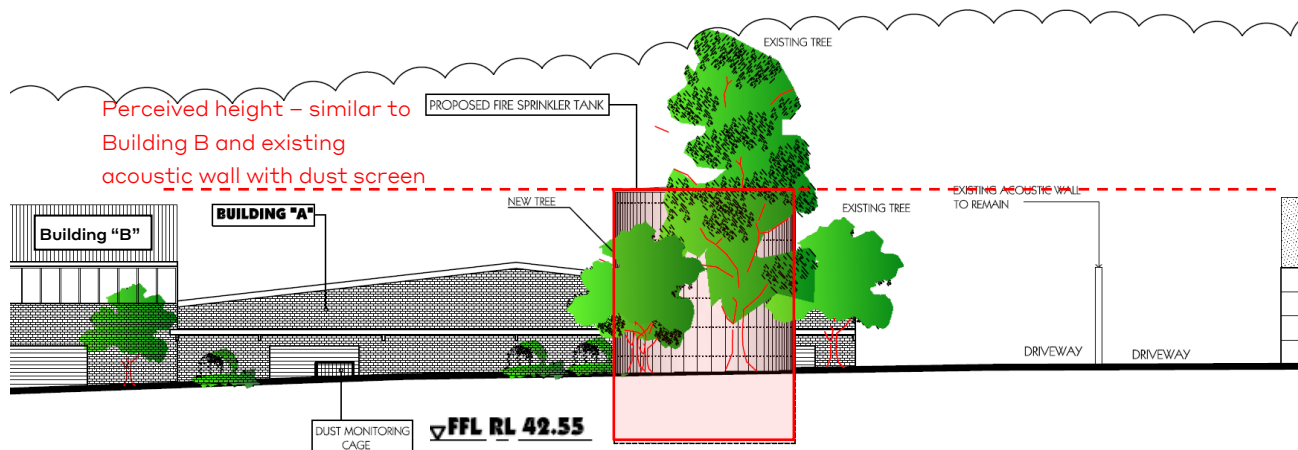 EXISTING TREE
Perceived height – similar to
Building B and existing
acoustic wall with dust screen
PROPOSED FIRE SPRINKLER TANK
EXISTING ACOUSTIC WALL
TO REMAIN
NEW TREE
EXISTING TREE
BUILDING "A"
Building “B”
DRIVEWAY
DRIVEWAY
FFL RL 42.55
DUST MONITORING
CAGE